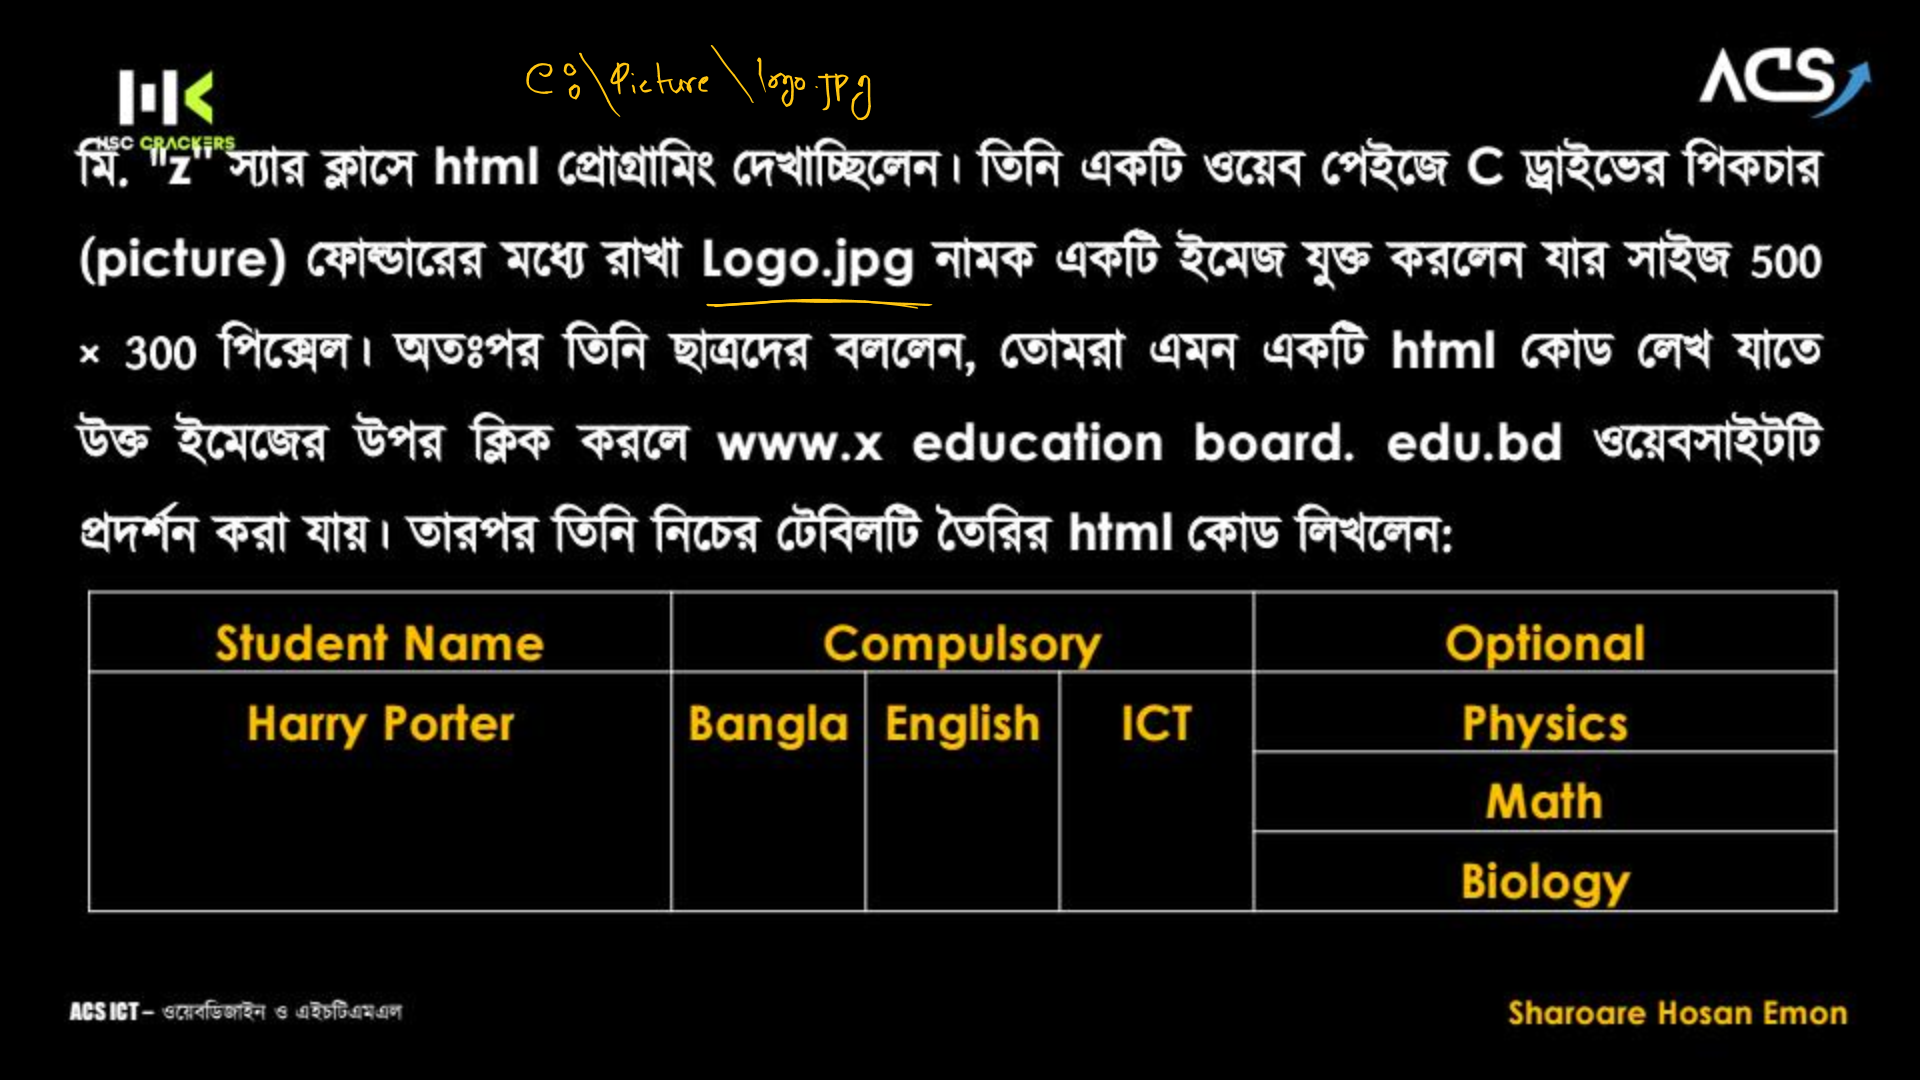 C:\Picture\logo.jpg
HSC CRACKERS
ACS
মি. "z" স্যার ক্লাসে html প্রোগ্রামিং দেখাচ্ছিলেন। তিনি একটি ওয়েব পেইজে C ড্রাইভের পিকচার
(picture) ফোল্ডারের মধ্যে রাখা Logo.jpg নামক একটি ইমেজ যুক্ত করলেন যার সাইজ 500
× 300 পিক্সেল। অতঃপর তিনি ছাত্রদের বললেন, তোমরা এমন একটি html কোড লেখ যাতে
উক্ত ইমেজের উপর ক্লিক করলে www.x education board. edu.bd ওয়েবসাইটটি
প্রদর্শন করা যায়। তারপর তিনি নিচের টেবিলটি তৈরির html কোড লিখলেন:
Student Name Compulsory Optional
Harry Porter Bangla English ICT Physics
Math
Biology
ACS ICT – ওয়েবডিজাইন ও এইচটিএমএল
Sharoare Hosan Emon